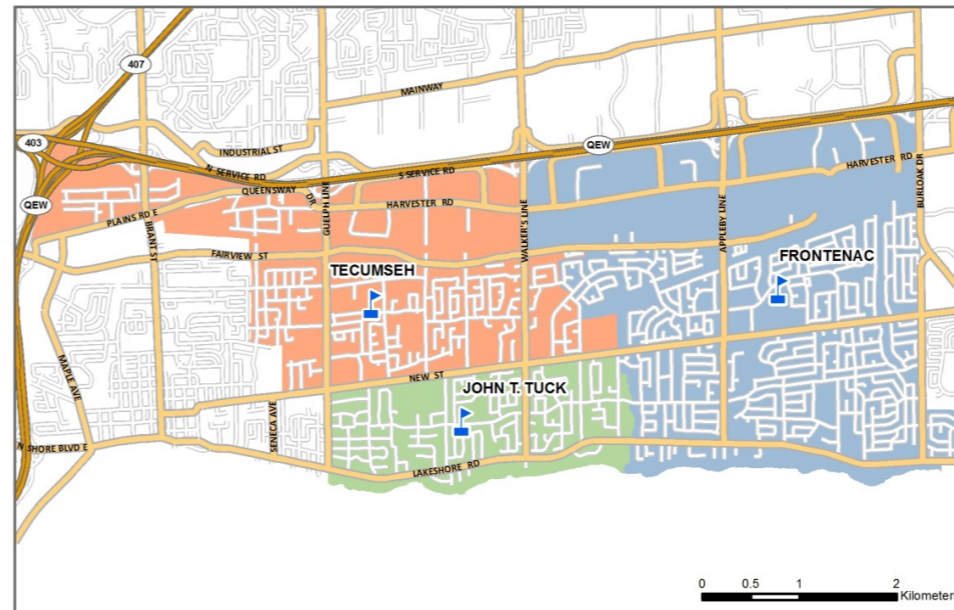 407
MAINWAY
403
INDUSTRIAL ST
QEW
N SERVICE RD
S SERVICE RD
HARVESTER RD
QUEENSWAY DR
HARVESTER RD
QEW
PLAINS RD E
BRANT ST
GUELPH LINE
WALKER'S LINE
APPLEBY LINE
BURLOAK DR
FAIRVIEW ST
TECUMSEH
FRONTENAC
MAPLE AVE
NEW ST
JOHN T. TUCK
SENECA AVE
N SHORE BLVD E
LAKESHORE RD
0 0.5 1 2
Kilometers